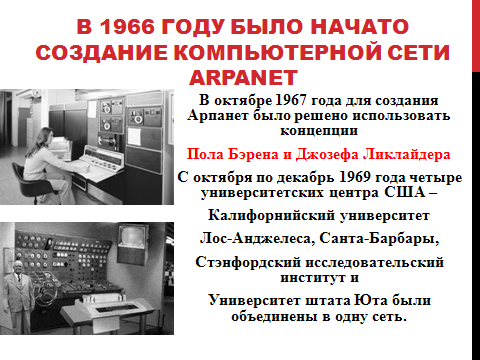 В 1966 ГОДУ БЫЛО НАЧАТО
СОЗДАНИЕ КОМПЬЮТЕРНОЙ СЕТИ
ARPANET
В октябре 1967 года для создания
Арпанет было решено использовать
концепции
Пола Бэрена и Джозефа Ликлайдера
С октября по декабрь 1969 года четыре
университетских центра США –
Калифорнийский университет
Лос-Анджелеса, Санта-Барбары,
Стэнфордский исследовательский
институт и
Университет штата Юта были
объединены в одну сеть.